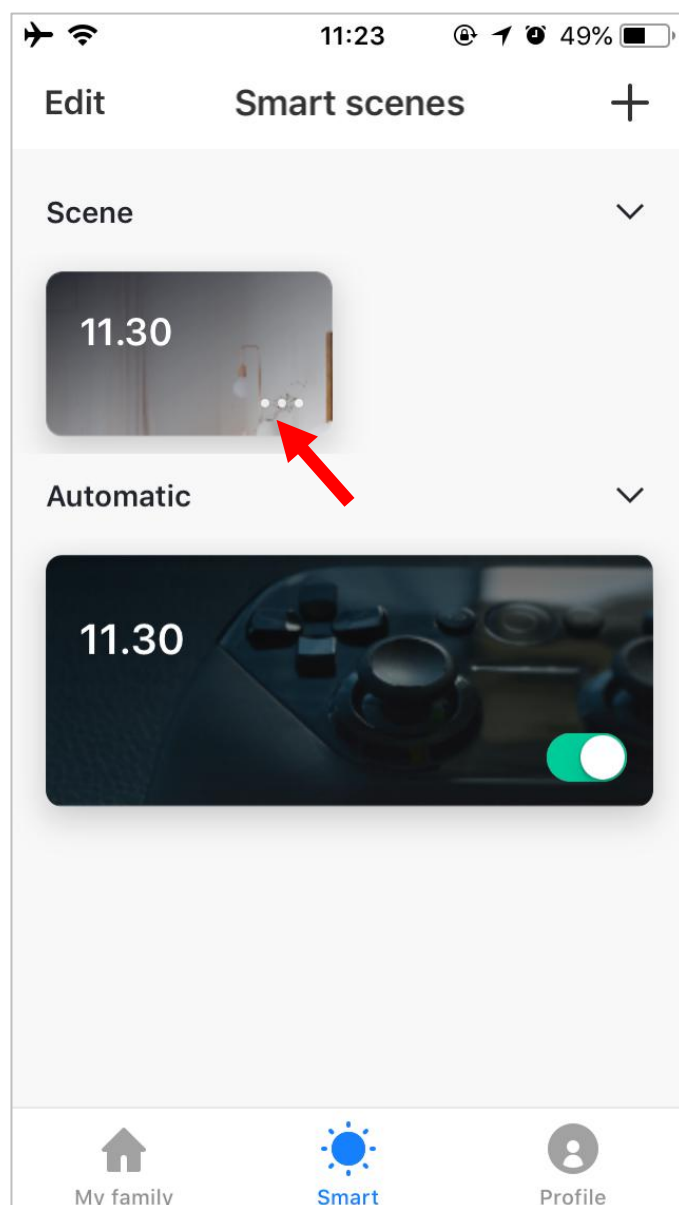 11:23 49%
Edit Smart scenes
Scene
11.30
Automatic
11.30
My family Smart Profile